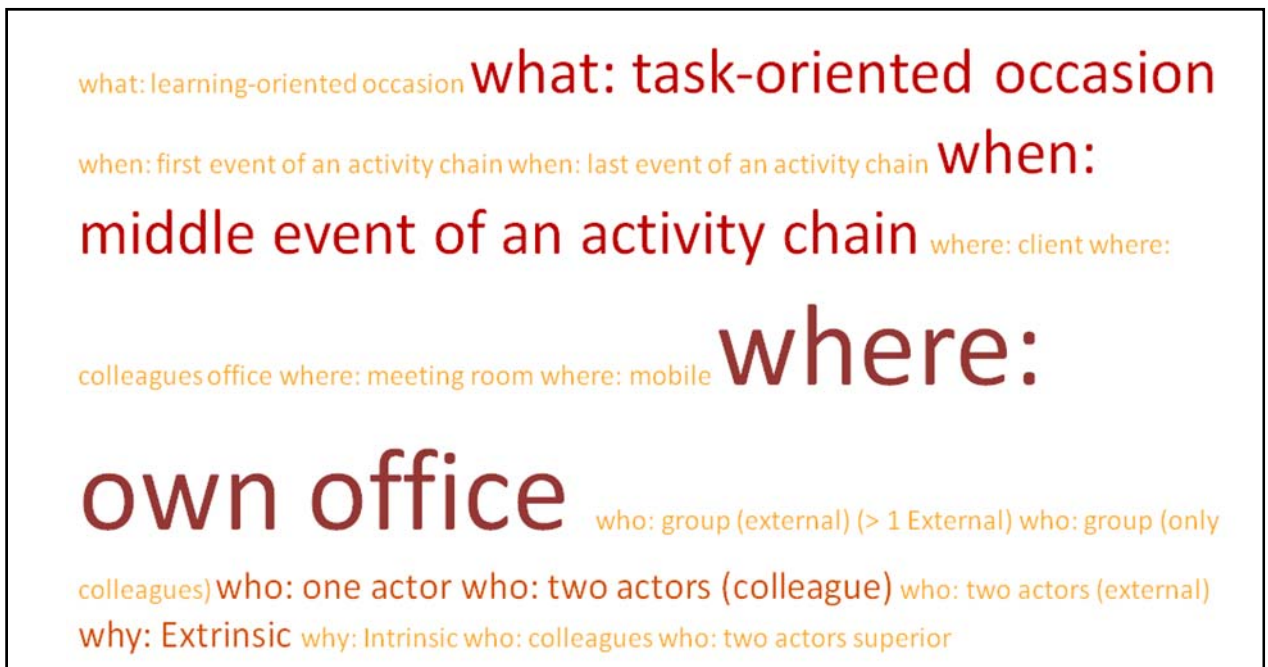 what: learning-oriented occasion what: task-oriented occasion
when: first event of an activity chain when: last event of an activity chain when:
middle event of an activity chain where: client where:
colleagues office where: meeting room where: mobile where:
own office who: group (external) (> 1 External) who: group (only
colleagues) who: one actor who: two actors (colleague) who: two actors (external)
why: Extrinsic why: Intrinsic who: colleagues who: two actors superior